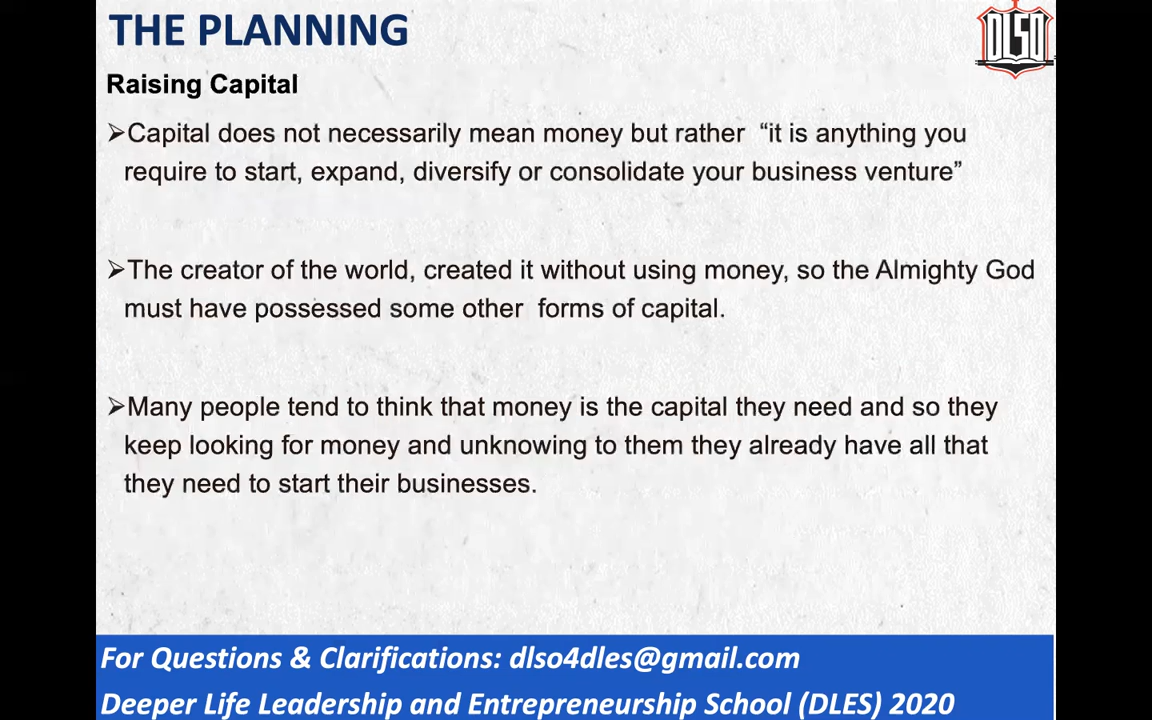 THE PLANNING
DLSO
Raising Capital
➢Capital does not necessarily mean money but rather “it is anything you
require to start, expand, diversify or consolidate your business venture”
➢The creator of the world, created it without using money, so the Almighty God
must have possessed some other forms of capital.
➢Many people tend to think that money is the capital they need and so they
keep looking for money and unknowing to them they already have all that
they need to start their businesses.
For Questions & Clarifications: dlso4dles@gmail.com
Deeper Life Leadership and Entrepreneurship School (DLES) 2020